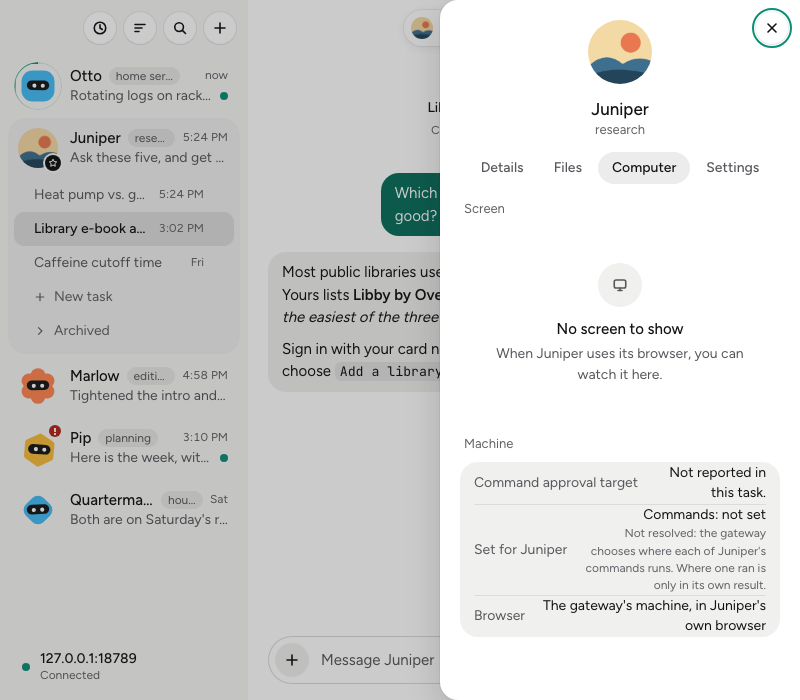 Otto home ser... now
Rotating logs on rack...
Juniper rese... 5:24 PM
Ask these five, and get ...
Heat pump vs. g... 5:24 PM
Library e-book a... 3:02 PM
Caffeine cutoff time Fri
New task
Archived
Marlow editi... 4:58 PM
Tightened the intro and...
Pip planning 3:10 PM
Here is the week, wit...
Quarterma... hou... Sat
Both are on Saturday's r...
127.0.0.1:18789
Connected
Which
good?
Most public libraries use
Yours lists Libby by Ove
the easiest of the three
Sign in with your card n
choose Add a library
Message Juniper
Juniper
research
Details Files Computer Settings
Screen
No screen to show
When Juniper uses its browser, you can
watch it here.
Machine
Command approval target Not reported in
this task.
Set for Juniper Commands: not set
Not resolved: the gateway
chooses where each of Juniper's
commands runs. Where one ran is
only in its own result.
Browser The gateway's machine, in Juniper's
own browser